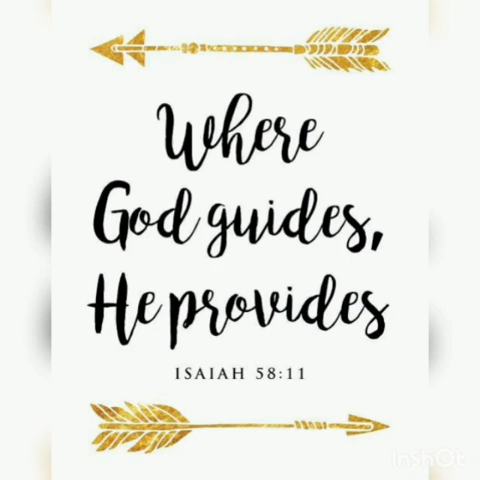 Where
God guides,
He provides
ISAIAH 58:11
InShOt